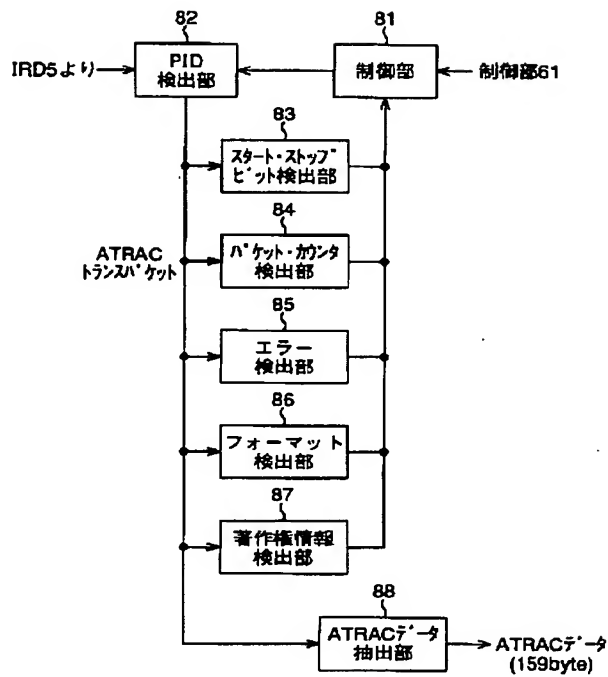 82
81
IRD5より
PID
検出部
制御部
制御部61
83
スタート・ストップ
ビット検出部
84
ATRAC
トランスパケット
パケット・カウンタ
検出部
85
エラー
検出部
86
フォーマット
検出部
87
著作権情報
検出部
88
ATRACデータ
抽出部
ATRACデータ
(159byte)